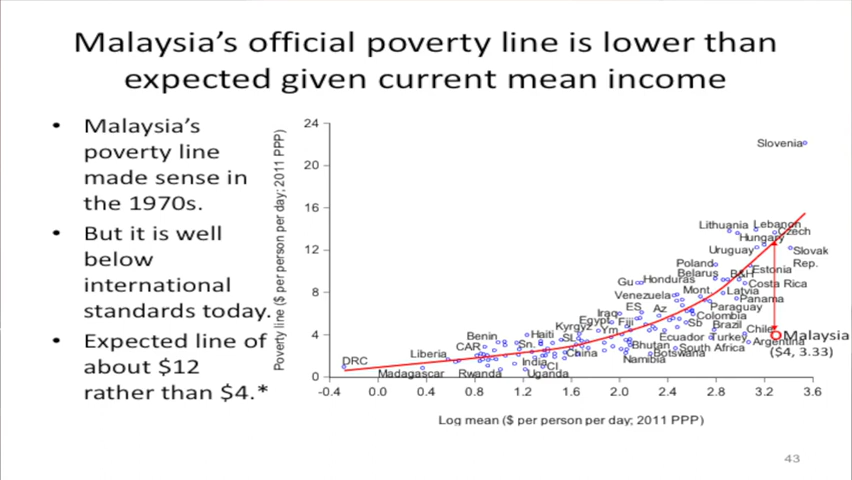 Malaysia's official poverty line is lower than
expected given current mean income
• Malaysia's
poverty line
made sense in
the 1970s.
• But it is well
below
international
standards today.
• Expected line of
about $12
rather than $4.*
Poverty line ($ per person per day; 2011 PPP)
24
20
16
12
8
4
0
Slovenia
Lithuania
Lebanon
Czech
Hungary
Uruguay
Slovak
Rep.
Poland
Estonia
Belarus
B&H
Gu
Honduras
Costa Rica
Mont.
Latvia
Venezuela
Panama
ES
Az
Paraguay
Iraq
Colombia
Egypt
Fiji
Sb
Brazil
Kyrgyz
Ym
Chile
Malaysia
Benin
Haiti
SL
Ecuador
Turkey
Argentina
($4, 3.33)
CAR
Sn.
Bhutan
South Africa
Liberia
China
Botswana
DRC
India
CI
Namibia
Madagascar
Rwanda
Uganda
-0.4 0.0 0.4 0.8 1.2 1.6 2.0 2.4 2.8 3.2 3.6
Log mean ($ per person per day; 2011 PPP)
43